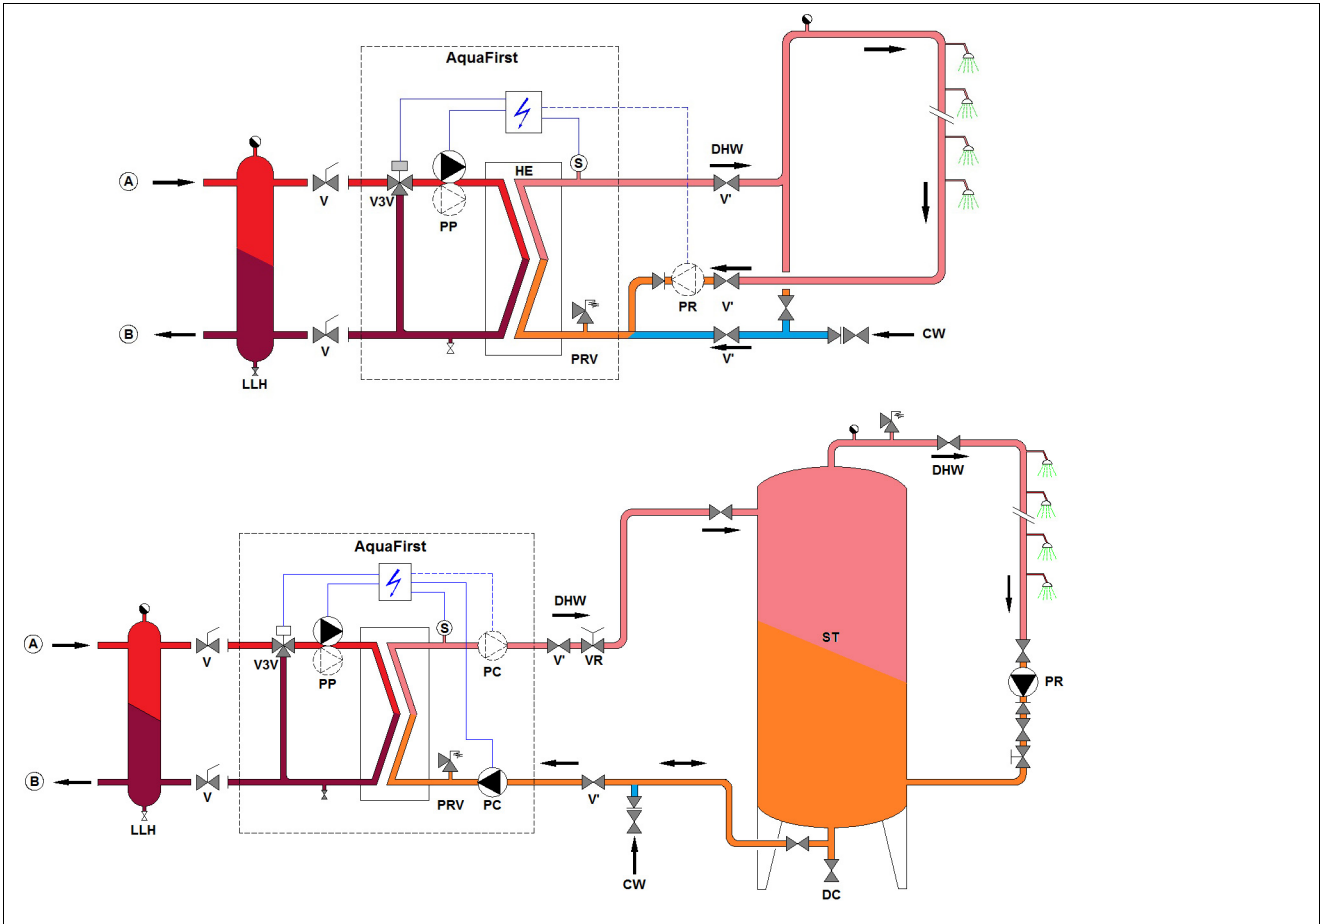 AquaFirst
DHW
HE
S
A
V
V3V
PP
V'
PR
V'
B
V
PRV
V'
CW
LLH
DHW
AquaFirst
DHW
ST
S
A
V
V3V
PP
PC
V'
VR
PR
B
V
PRV
PC
V'
LLH
CW
DC